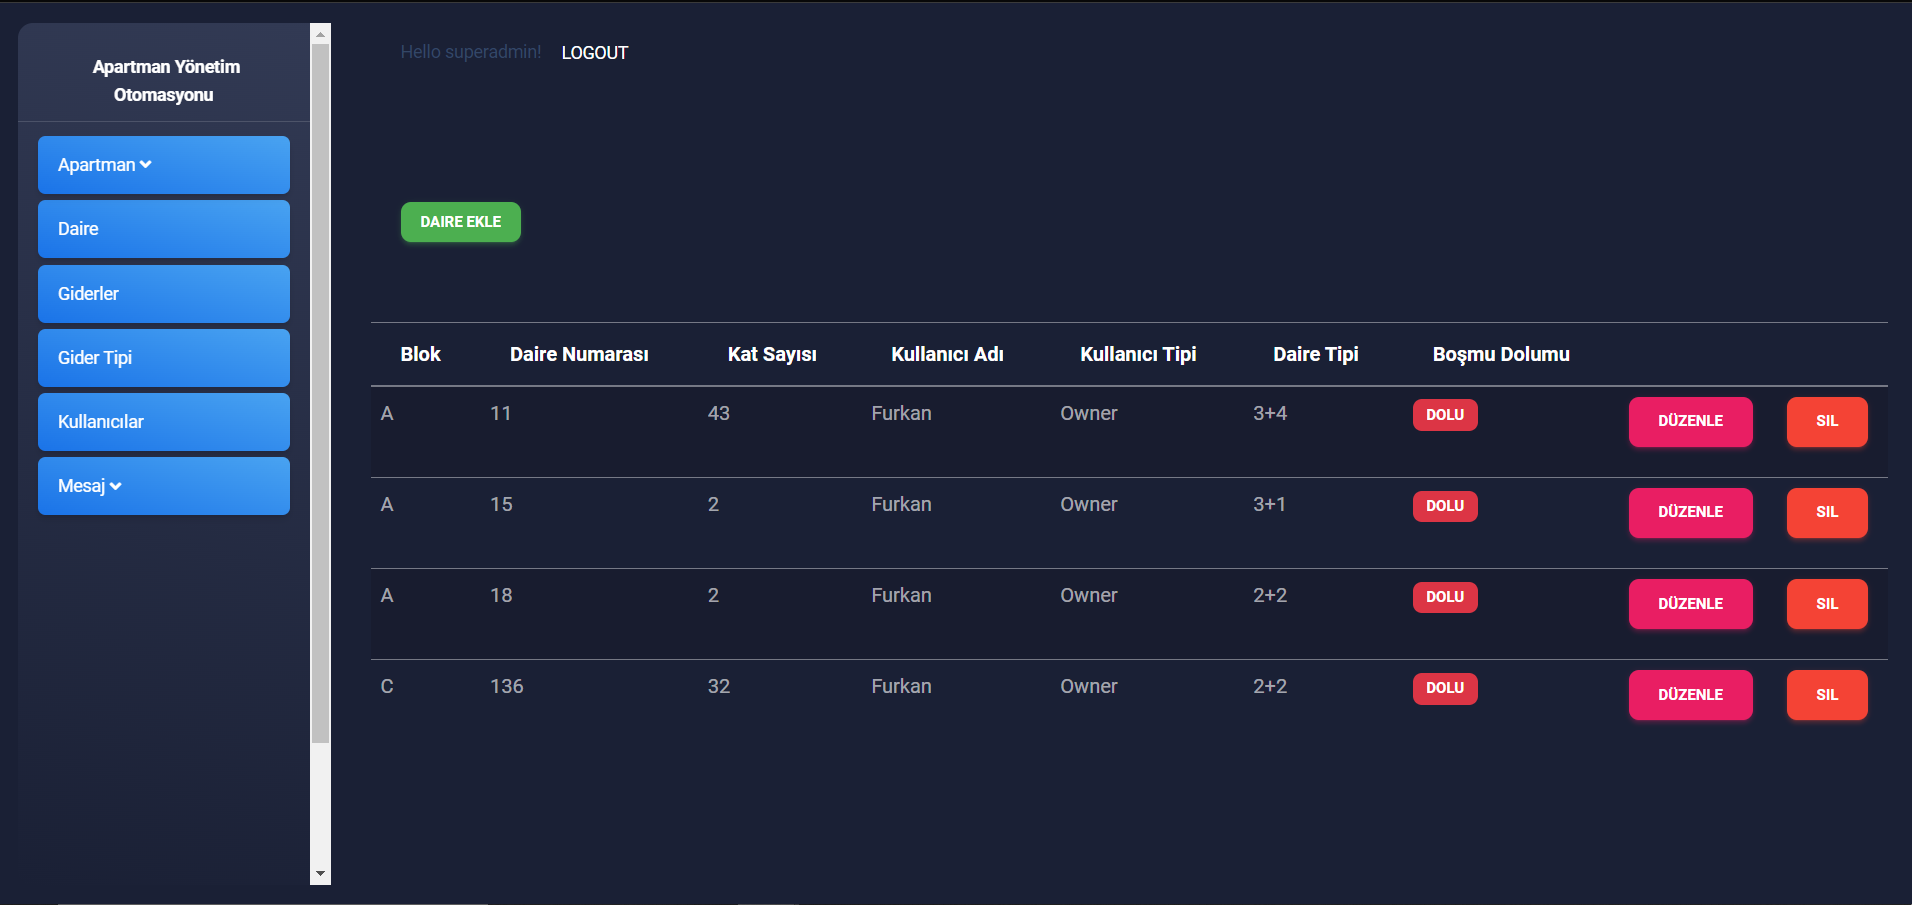 Apartman Yönetim
Otomasyonu
Apartman
Daire
Giderler
Gider Tipi
Kullanıcılar
Mesaj
Hello superadmin! LOGOUT
DAIRE EKLE
Blok Daire Numarası Kat Sayısı Kullanıcı Adı Kullanıcı Tipi Daire Tipi Boşmu Dolumu
A 11 43 Furkan Owner 3+4 DOLU DÜZENLE SIL
A 15 2 Furkan Owner 3+1 DOLU DÜZENLE SIL
A 18 2 Furkan Owner 2+2 DOLU DÜZENLE SIL
C 136 32 Furkan Owner 2+2 DOLU DÜZENLE SIL